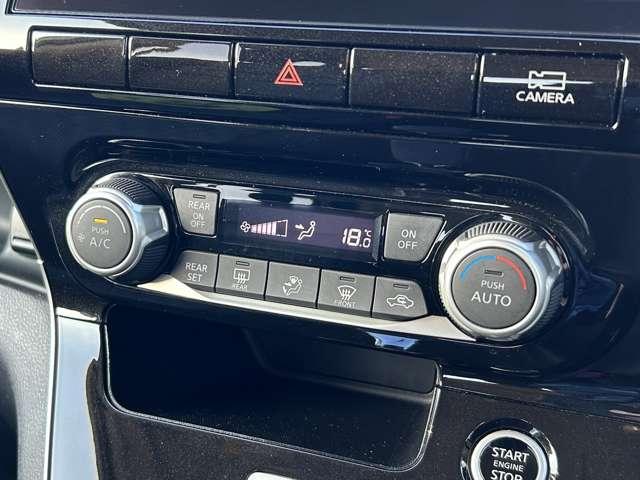 CAMERA
PUSH
A/C
REAR
ON
OFF
18.0
°C
ON
OFF
PUSH
AUTO
REAR
SET
REAR
FRONT
START
ENGINE
STOP